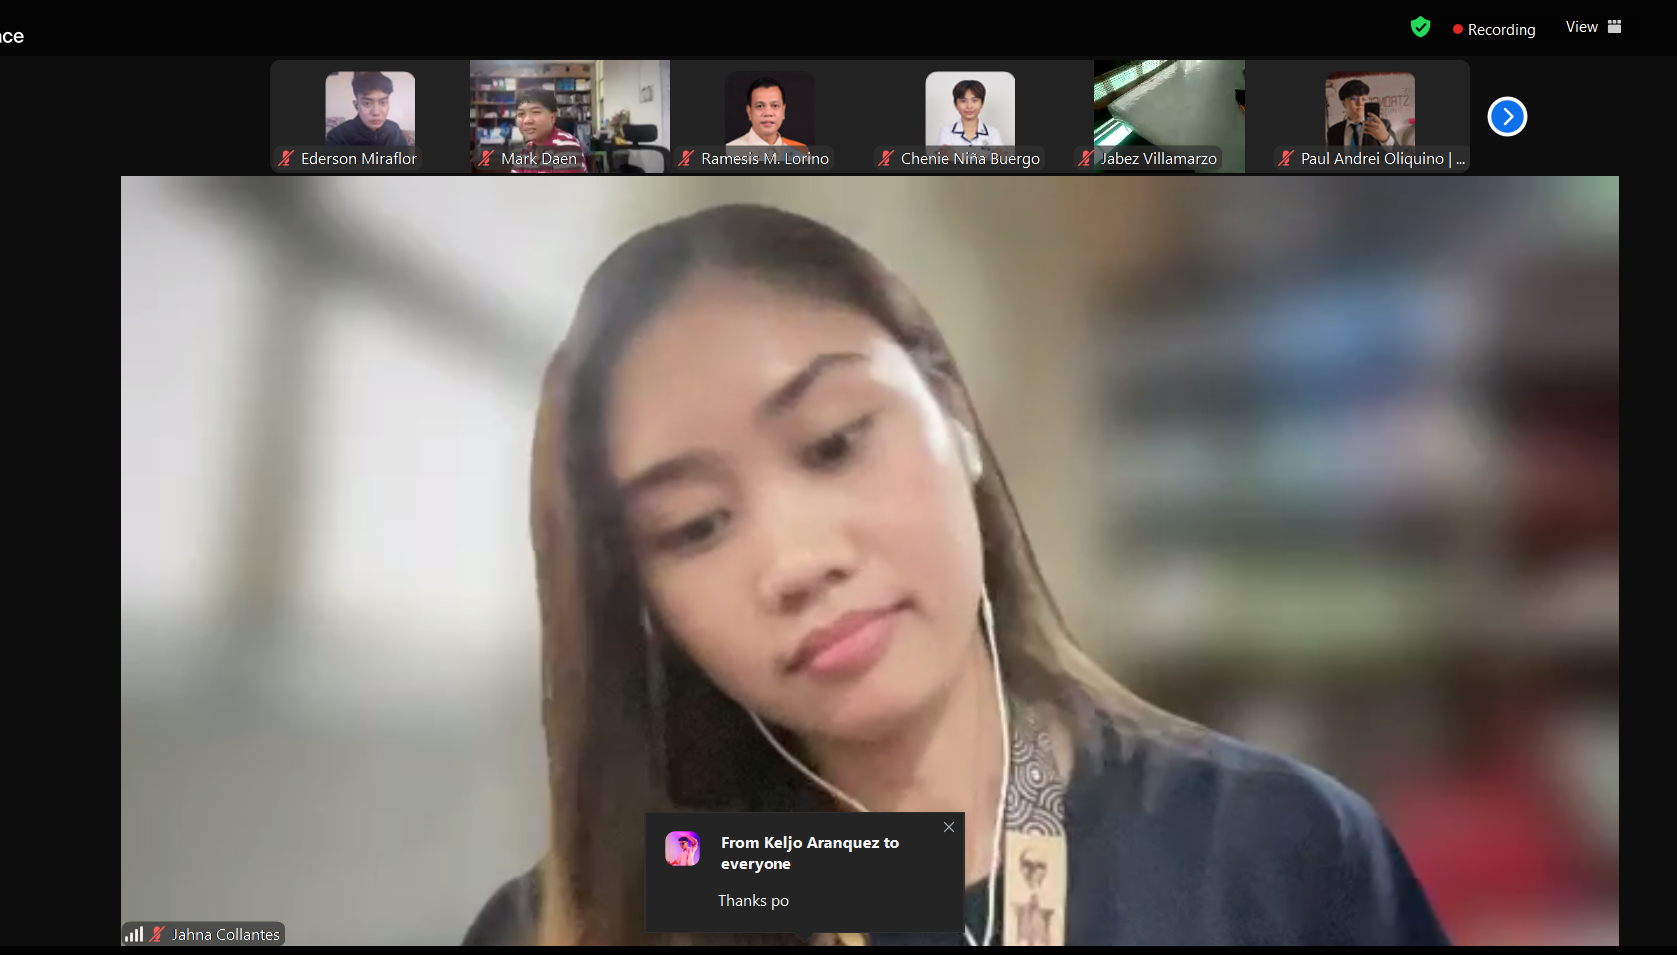 nce
Recording
View
Ederson Miraflor
Mark Daen
Ramesis M. Lorino
Chenie Niña Buergo
Jabez Villamarzo
Paul Andrei Oliquino | ...
From Keljo Aranquez to
everyone
Thanks po
Jahna Collantes